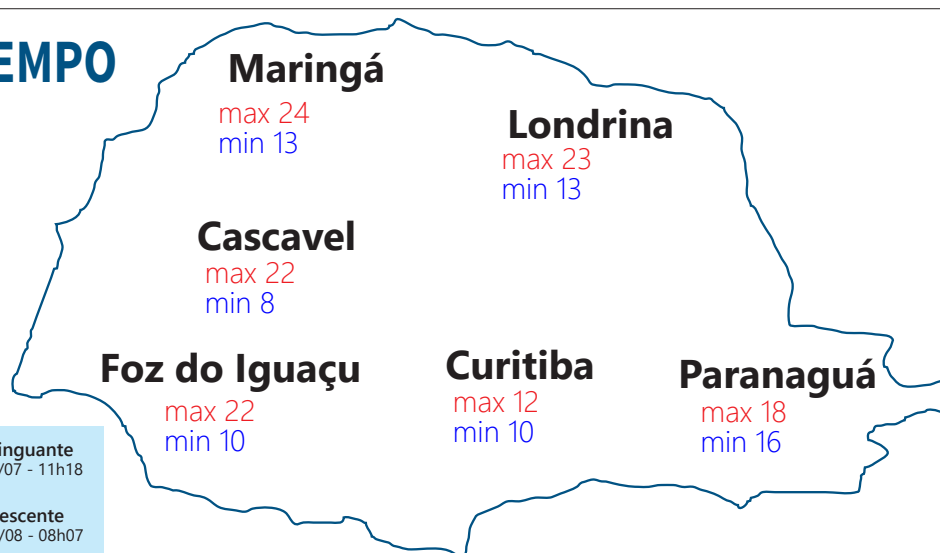 EMPO
Maringá
max 24
min 13
Londrina
max 23
min 13
Cascavel
max 22
min 8
Foz do Iguaçu
max 22
min 10
Curitiba
max 12
min 10
Paranaguá
max 18
min 16
inguante
/07 - 11h18
escente
/08 - 08h07